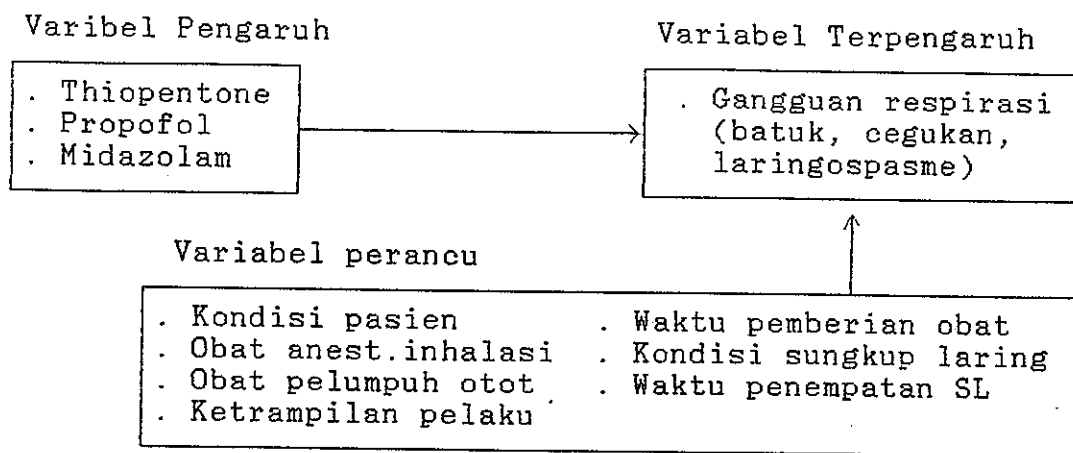 Varibel Pengaruh
. Thiopentone
. Propofol
. Midazolam
Variabel Terpengaruh
. Gangguan respirasi
(batuk, cegukan,
laringospasme)
Variabel perancu
. Kondisi pasien
. Obat anest.inhalasi
. Obat pelumpuh otot
. Ketrampilan pelaku
. Waktu pemberian obat
. Kondisi sungkup laring
. Waktu penempatan SL